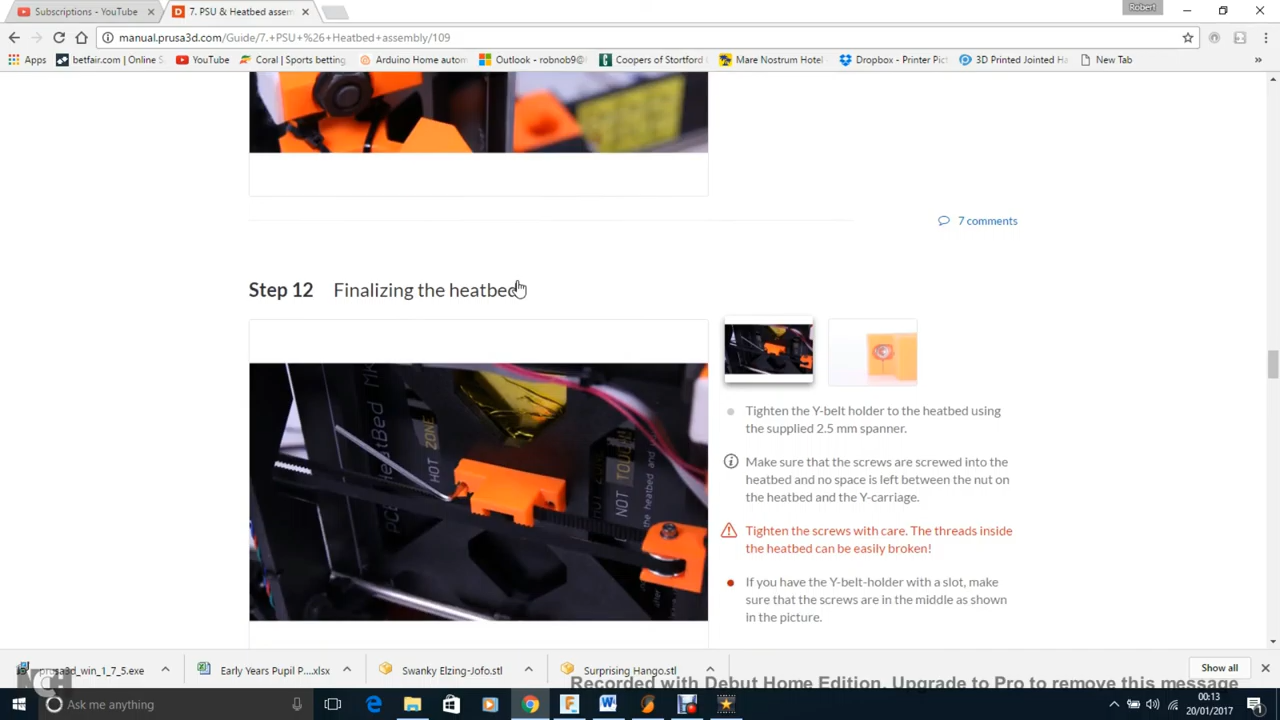 Subscriptions - YouTube
7. PSU & Heatbed assem
Robert
manual.prusa3d.com/Guide/7.+PSU+%26+Heatbed+assembly/109
Apps
betfair.com | Online S
YouTube
Coral | Sports betting
Arduino Home autom
Outlook - robnob9@
Coopers of Stortford
Mare Nostrum Hotel
Dropbox - Printer Pict
3D Printed Jointed Ha
New Tab
7 comments
Step 12 Finalizing the heatbed
HOT ZONE
NOT TOUCH!
the heatbed and
Tighten the Y-belt holder to the heatbed using
the supplied 2.5 mm spanner.
Make sure that the screws are screwed into the
heatbed and no space is left between the nut on
the heatbed and the Y-carriage.
Tighten the screws with care. The threads inside
the heatbed can be easily broken!
If you have the Y-belt-holder with a slot, make
sure that the screws are in the middle as shown
in the picture.
prusa3d_win_1_7_5.exe
Early Years Pupil P....xlsx
Swanky Elzing-Jofo.stl
Surprising Hango.stl
Show all
Recorded with Debut Home Edition. Upgrade to Pro to remove this message
Ask me anything
00:13
20/01/2017